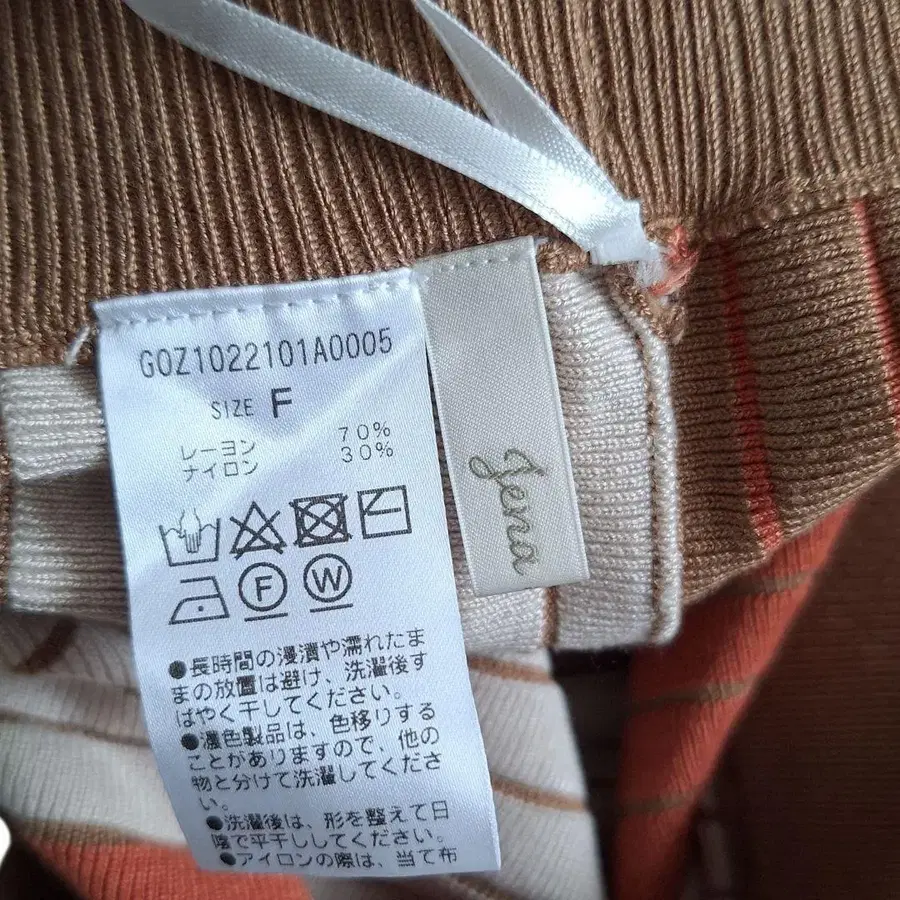 G0Z1022101A0005
SIZE F
レーヨン 70%
ナイロン 30%
F W
Jena
●長時間の浸漬や濡れたま
まの放置は避け、洗濯後す
ばやく干してください。
●濃色製品は、色移りする
ことがありますので、他の
物と分けて洗濯してくださ
い。
●洗濯後は、形を整えて日
陰で平干ししてください。
●アイロンの際は、当て布